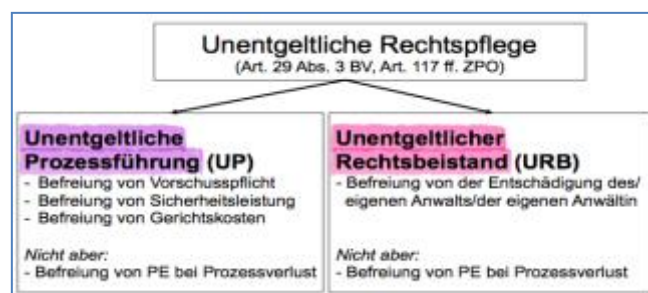 Unentgeltliche Rechtspflege
(Art. 29 Abs. 3 BV, Art. 117 ff. ZPO)
Unentgeltliche
Prozessführung (UP)
- Befreiung von Vorschusspflicht
- Befreiung von Sicherheitsleistung
- Befreiung von Gerichtskosten
Nicht aber:
- Befreiung von PE bei Prozessverlust
Unentgeltlicher
Rechtsbeistand (URB)
- Befreiung von der Entschädigung des/
eigenen Anwalts/der eigenen Anwältin
Nicht aber:
- Befreiung von PE bei Prozessverlust